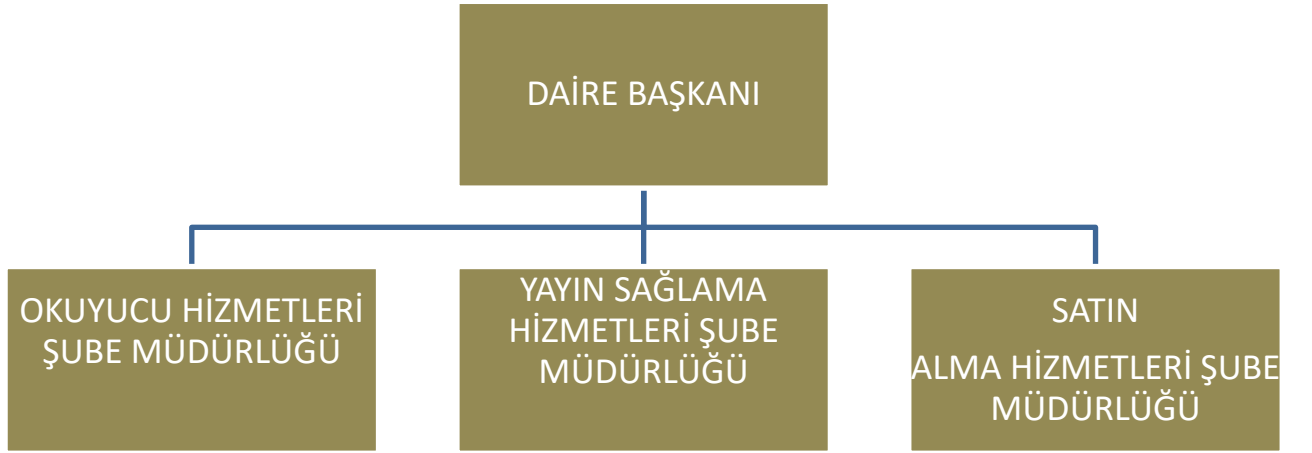 DAİRE BAŞKANI
OKUYUCU HİZMETLERİ
ŞUBE MÜDÜRLÜĞÜ
YAYIN SAĞLAMA
HİZMETLERİ ŞUBE
MÜDÜRLÜĞÜ
SATIN
ALMA HİZMETLERİ ŞUBE
MÜDÜRLÜĞÜ